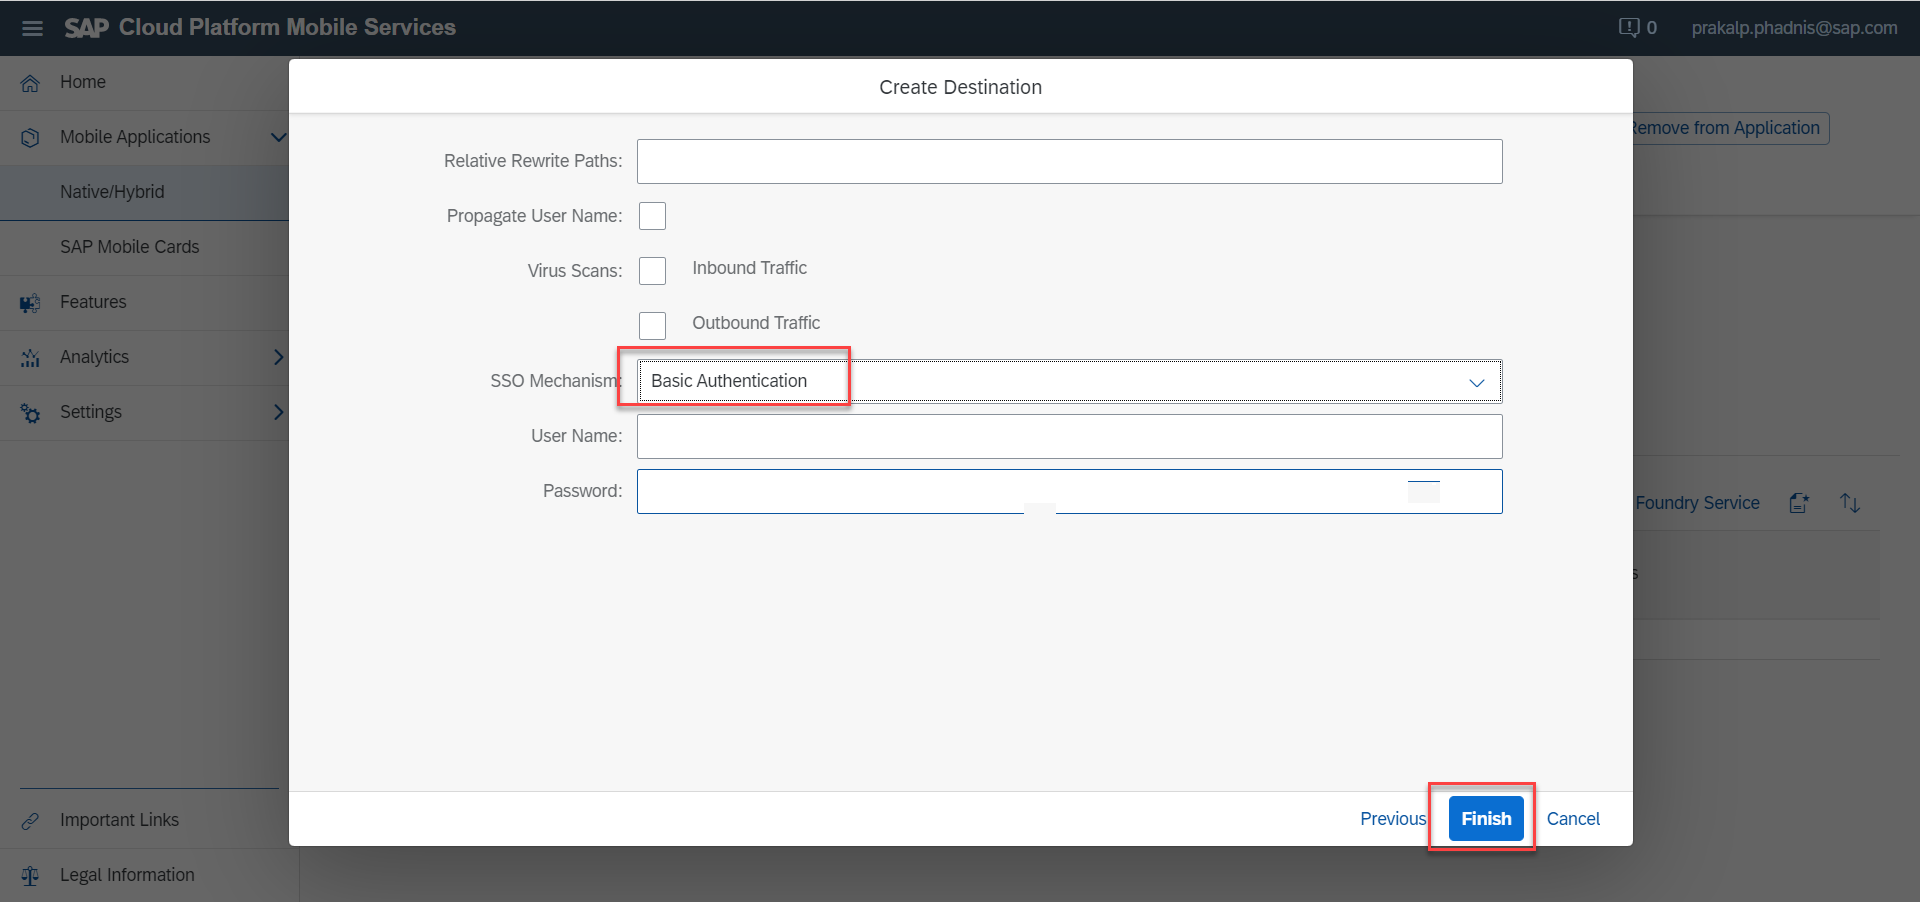 SAP Cloud Platform Mobile Services
0
prakalp.phadnis@sap.com
Home
Mobile Applications
Native/Hybrid
SAP Mobile Cards
Features
Analytics
Settings
Important Links
Legal Information
Create Destination
Relative Rewrite Paths:
Propagate User Name:
Virus Scans:
Inbound Traffic
Outbound Traffic
SSO Mechanism:
Basic Authentication
User Name:
Password:
Previous
Finish
Cancel
Remove from Application
Foundry Service
s